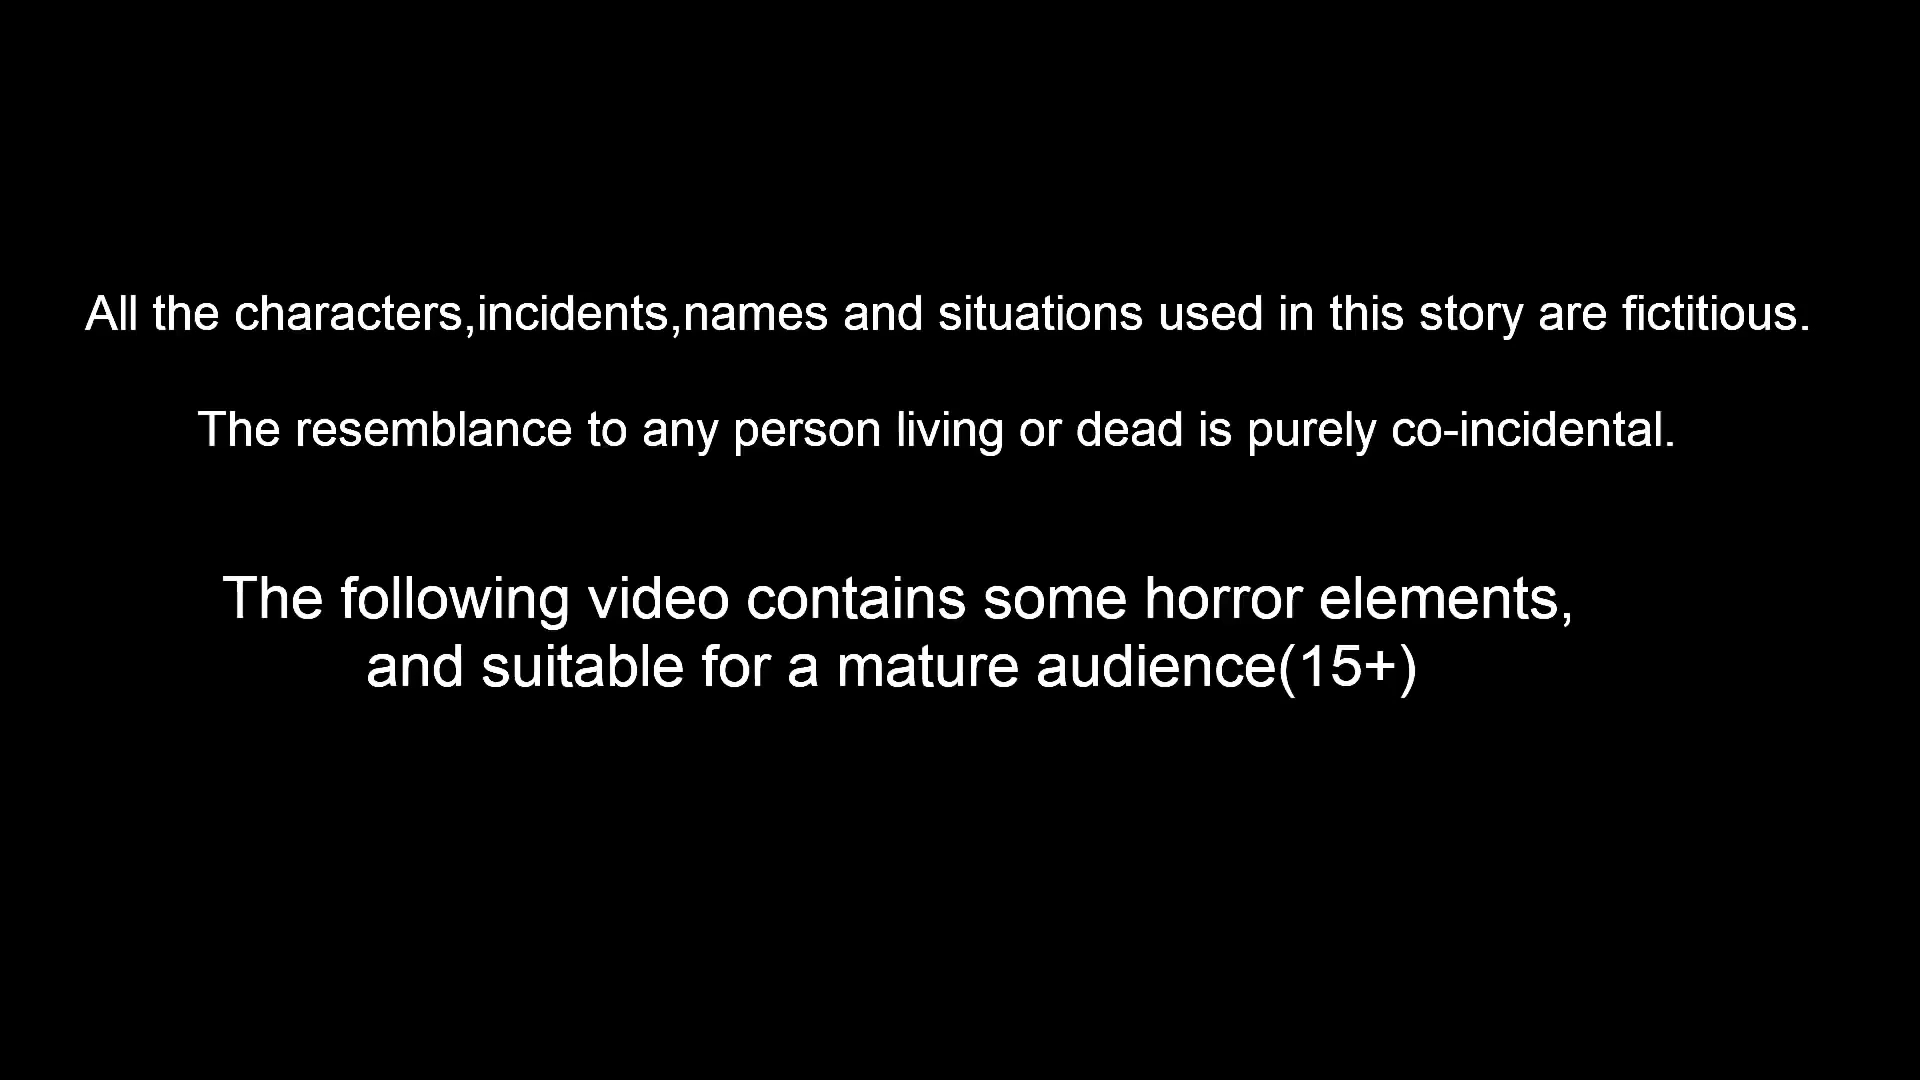 All the characters,incidents,names and situations used in this story are fictitious.
The resemblance to any person living or dead is purely co-incidental.
The following video contains some horror elements,
and suitable for a mature audience(15+)